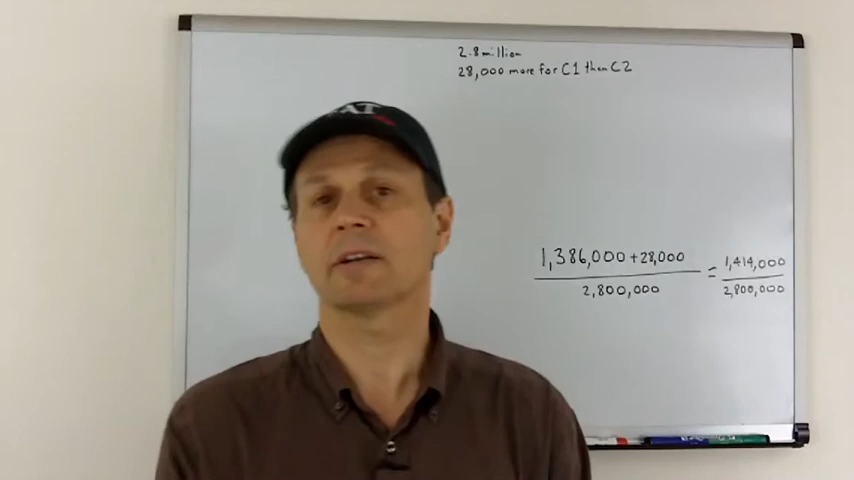 2.8 million
28,000 more for C1 then C2
1,386,000 + 28,000 = 1,414,000
2,800,000 2,800,000